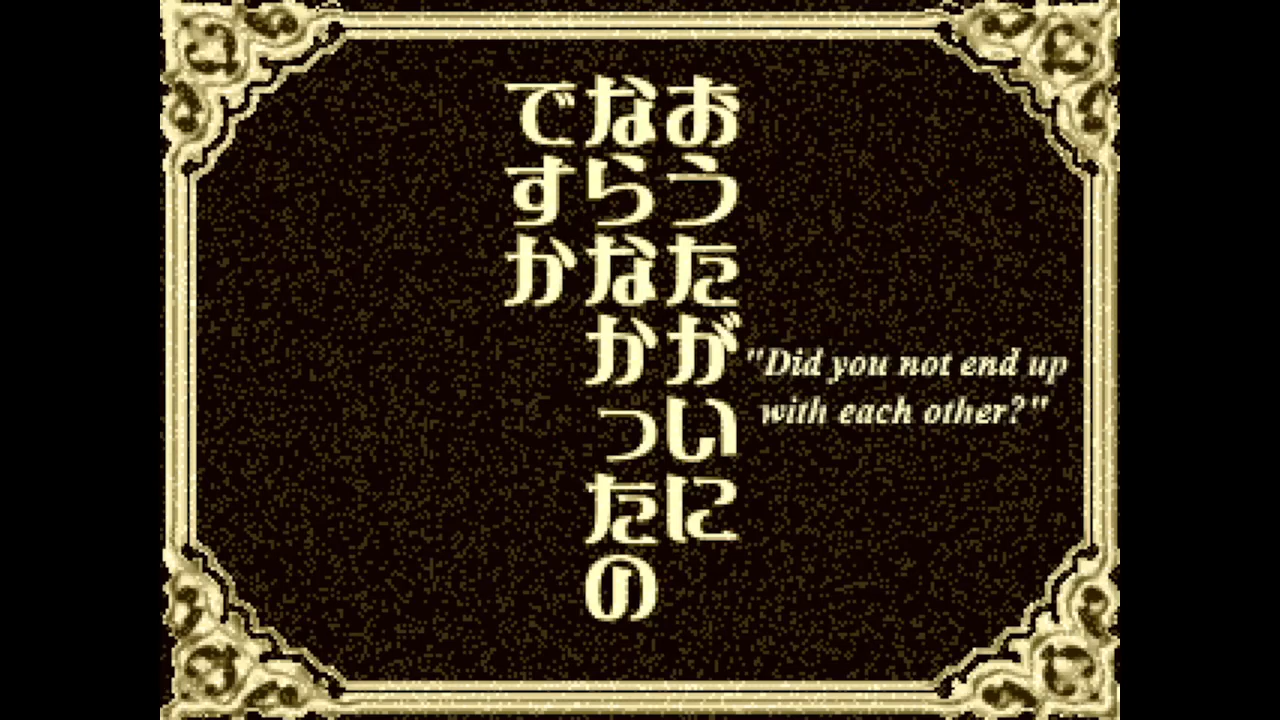 おうたがいに
ならなかったの
ですか
"Did you not end up
with each other?"